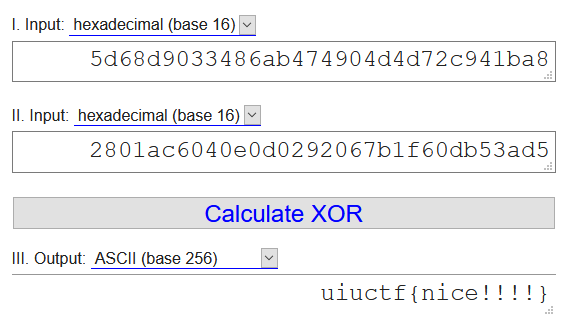 I. Input: hexadecimal (base 16)
5d68d9033486ab474904d4d72c941ba8
II. Input: hexadecimal (base 16)
2801ac6040e0d0292067b1f60db53ad5
Calculate XOR
III. Output: ASCII (base 256)
uiuctf{nice!!!!}